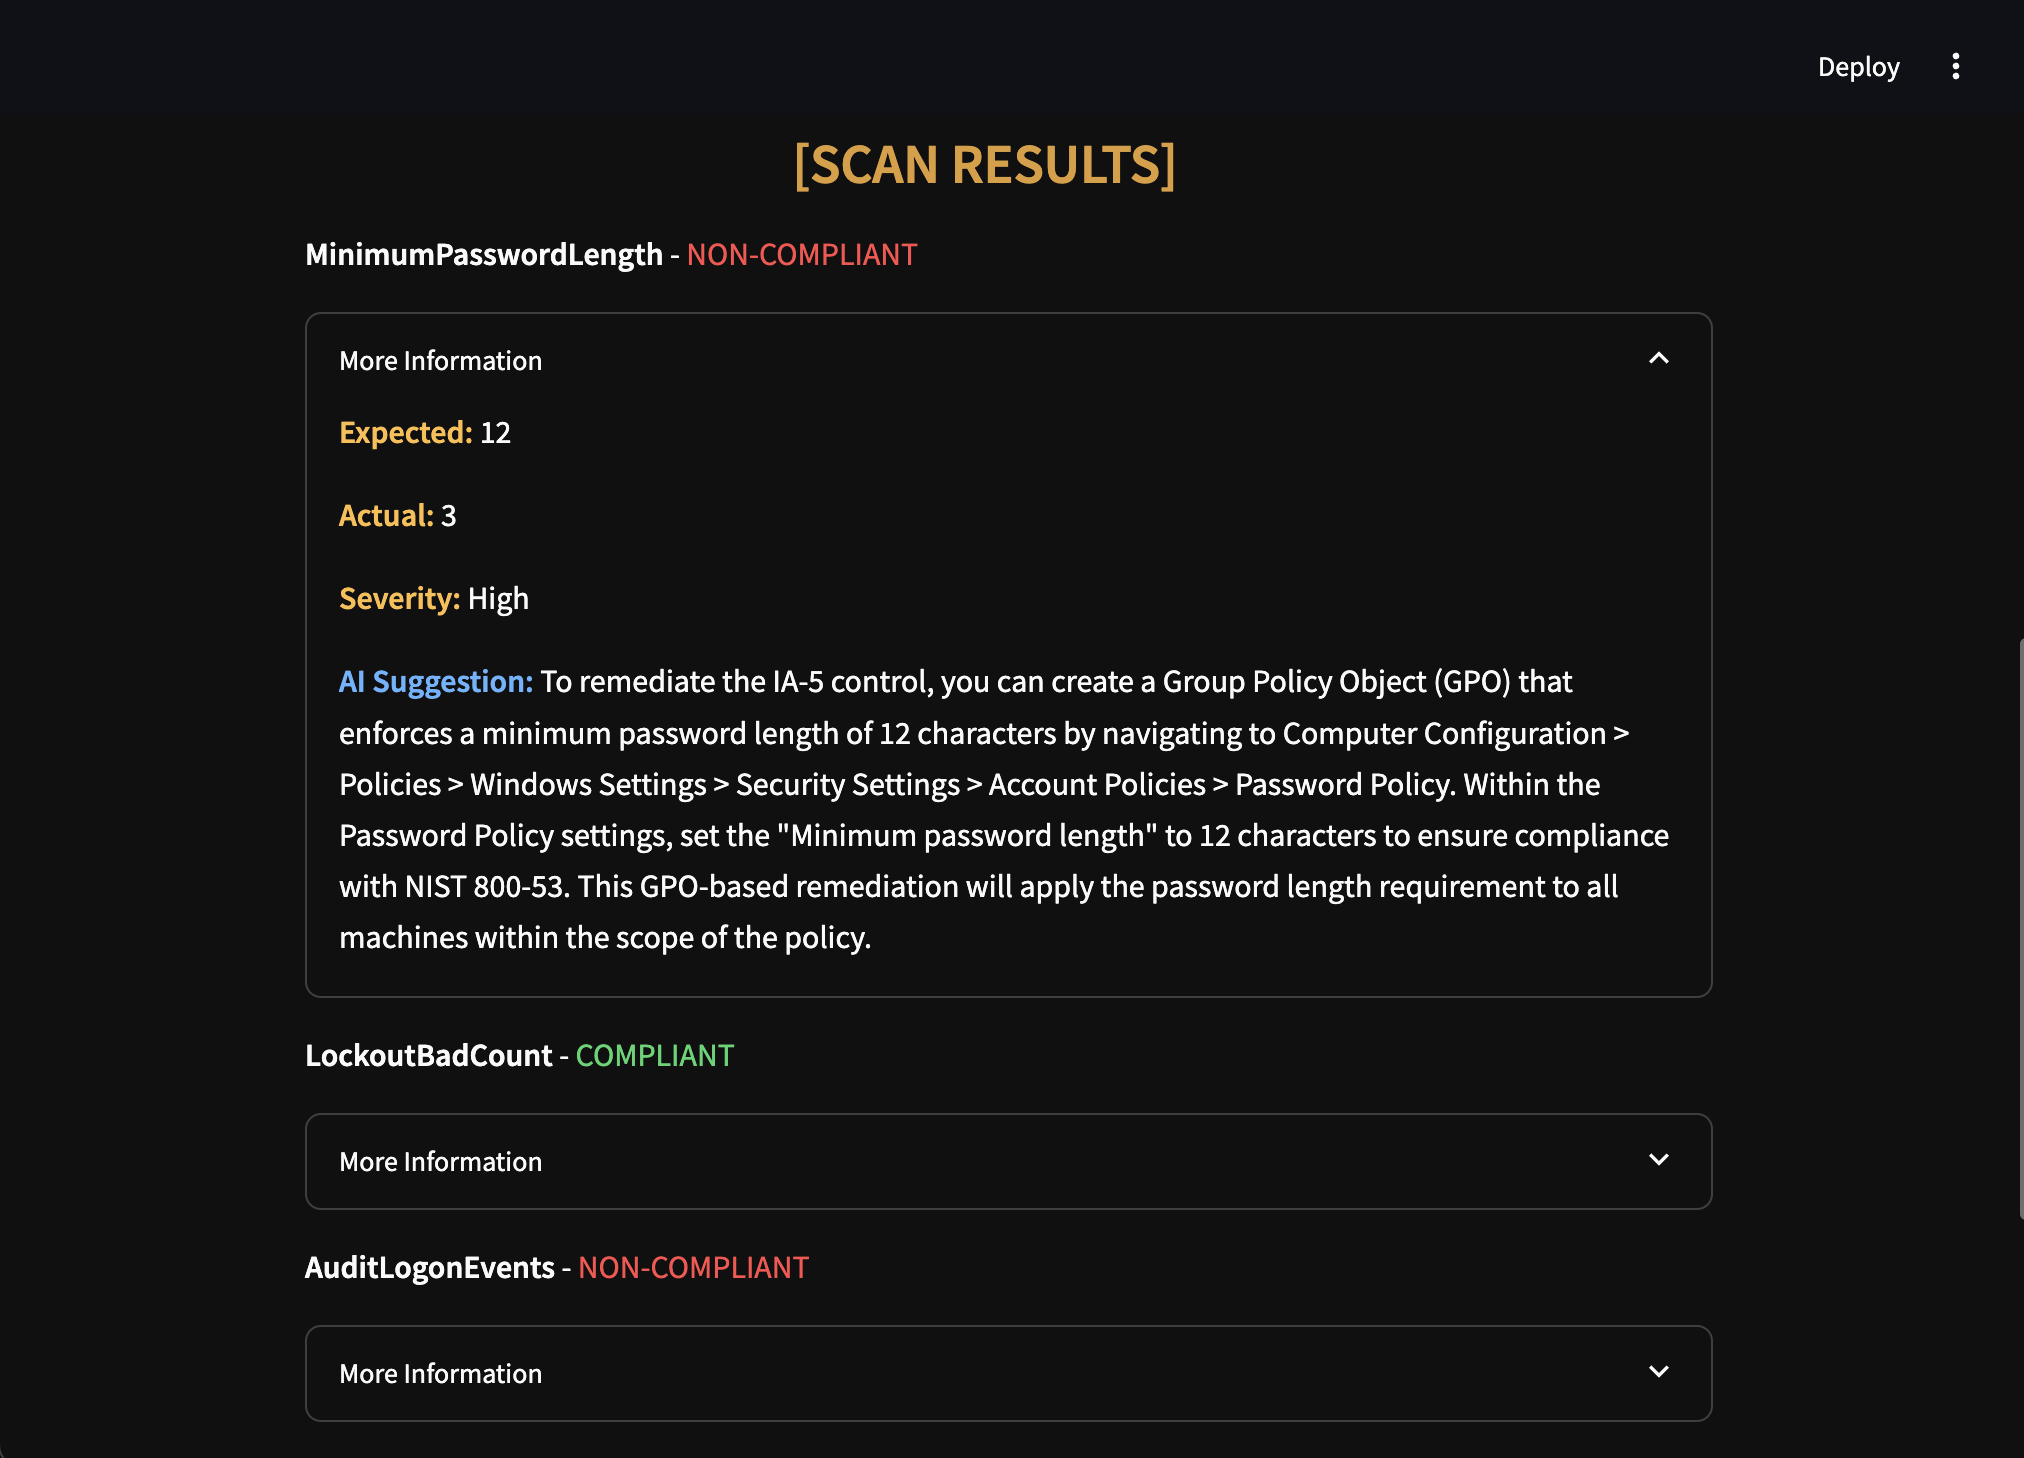 Deploy
[SCAN RESULTS]
MinimumPasswordLength - NON-COMPLIANT
More Information
Expected: 12
Actual: 3
Severity: High
AI Suggestion: To remediate the IA-5 control, you can create a Group Policy Object (GPO) that
enforces a minimum password length of 12 characters by navigating to Computer Configuration >
Policies > Windows Settings > Security Settings > Account Policies > Password Policy. Within the
Password Policy settings, set the "Minimum password length" to 12 characters to ensure compliance
with NIST 800-53. This GPO-based remediation will apply the password length requirement to all
machines within the scope of the policy.
LockoutBadCount - COMPLIANT
More Information
AuditLogonEvents - NON-COMPLIANT
More Information